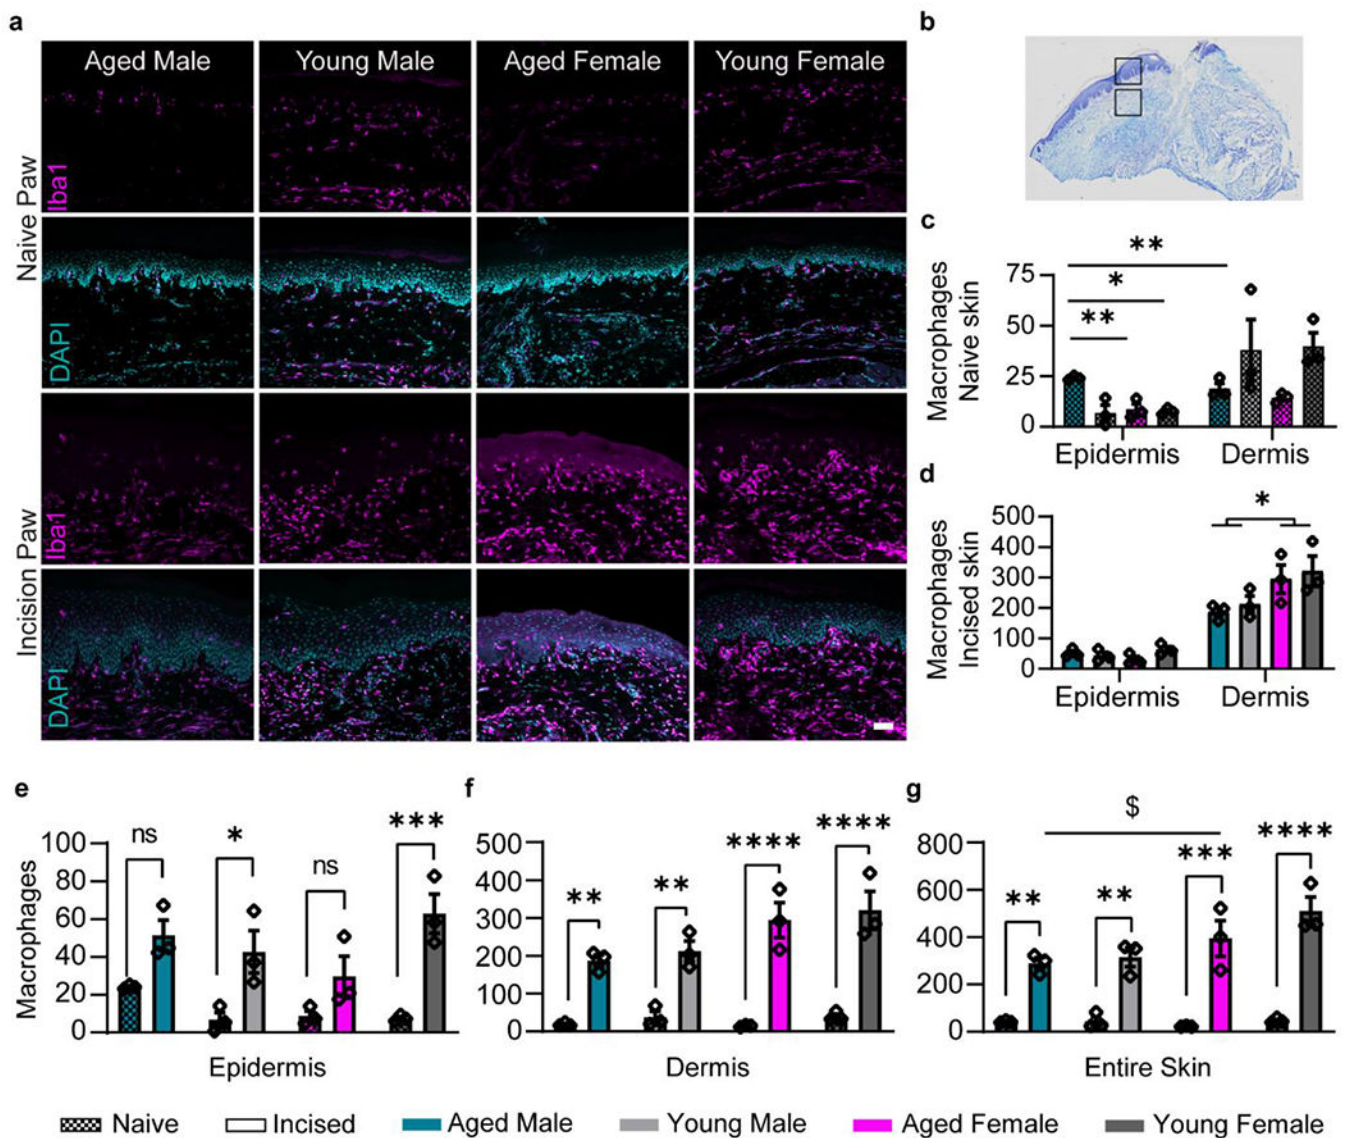 a
Aged Male
Young Male
Aged Female
Young Female
Naive Paw
Iba1
DAPI
Incision Paw
Iba1
DAPI
b
c
Macrophages
Naive skin
75
50
25
0
**
*
**
Epidermis
Dermis
d
Macrophages
Incised skin
500
400
300
200
100
0
*
Epidermis
Dermis
e
Macrophages
100
80
60
40
20
0
ns
*
ns
***
Epidermis
f
500
400
300
200
100
0
**
**
****
****
Dermis
g
800
600
400
200
0
$
**
**
***
****
Entire Skin
Naive
Incised
Aged Male
Young Male
Aged Female
Young Female